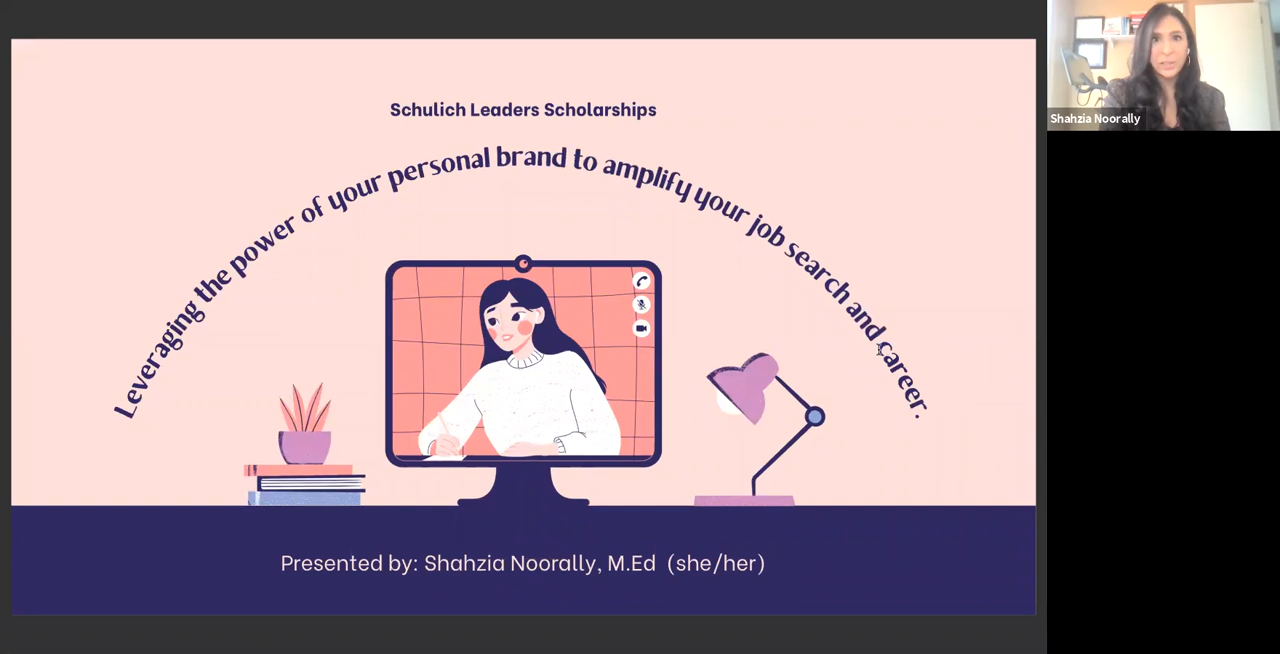 Schulich Leaders Scholarships
Leveraging the power of your personal brand to amplify your job search and career.
Presented by: Shahzia Noorally, M.Ed (she/her)
Shahzia Noorally